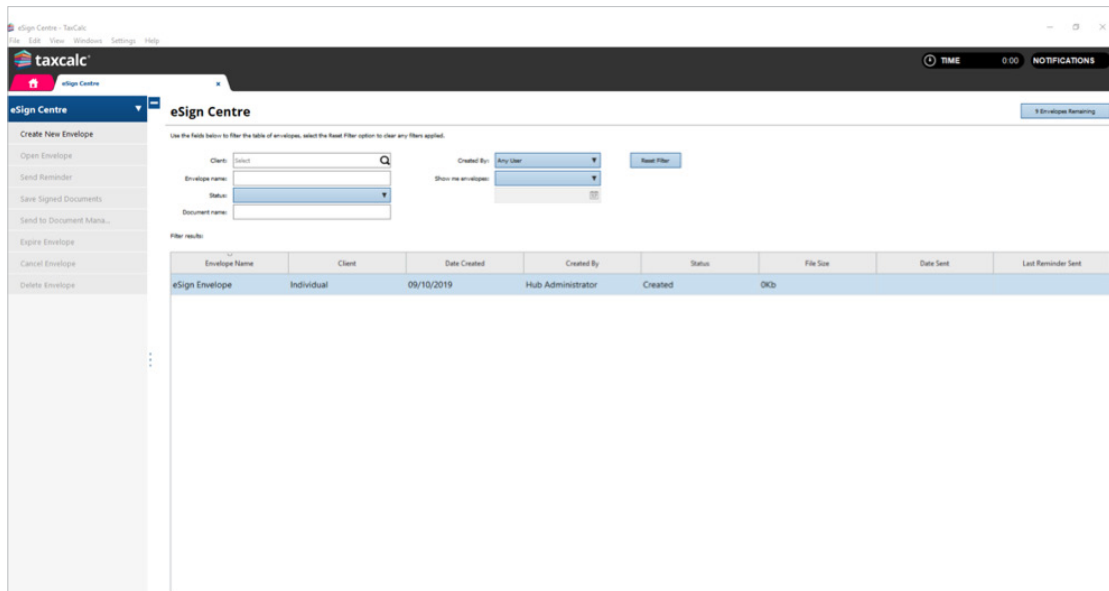 eSign Centre - TaxCalc
File Edit View Windows Settings Help
taxcalc
TIME 0:00 NOTIFICATIONS
eSign Centre x
eSign Centre
Create New Envelope
Open Envelope
Send Reminder
Save Signed Documents
Send to Document Mana...
Expire Envelope
Cancel Envelope
Delete Envelope
eSign Centre
9 Envelopes Remaining
Use the fields below to filter the table of envelopes, select the Reset Filter option to clear any filters applied.
Client: Select Created By: Any User Reset Filter
Envelope name: Show me envelopes:
Status:
Document name:
Filter results:
Envelope Name Client Date Created Created By Status File Size Date Sent Last Reminder Sent
eSign Envelope Individual 09/10/2019 Hub Administrator Created 0Kb